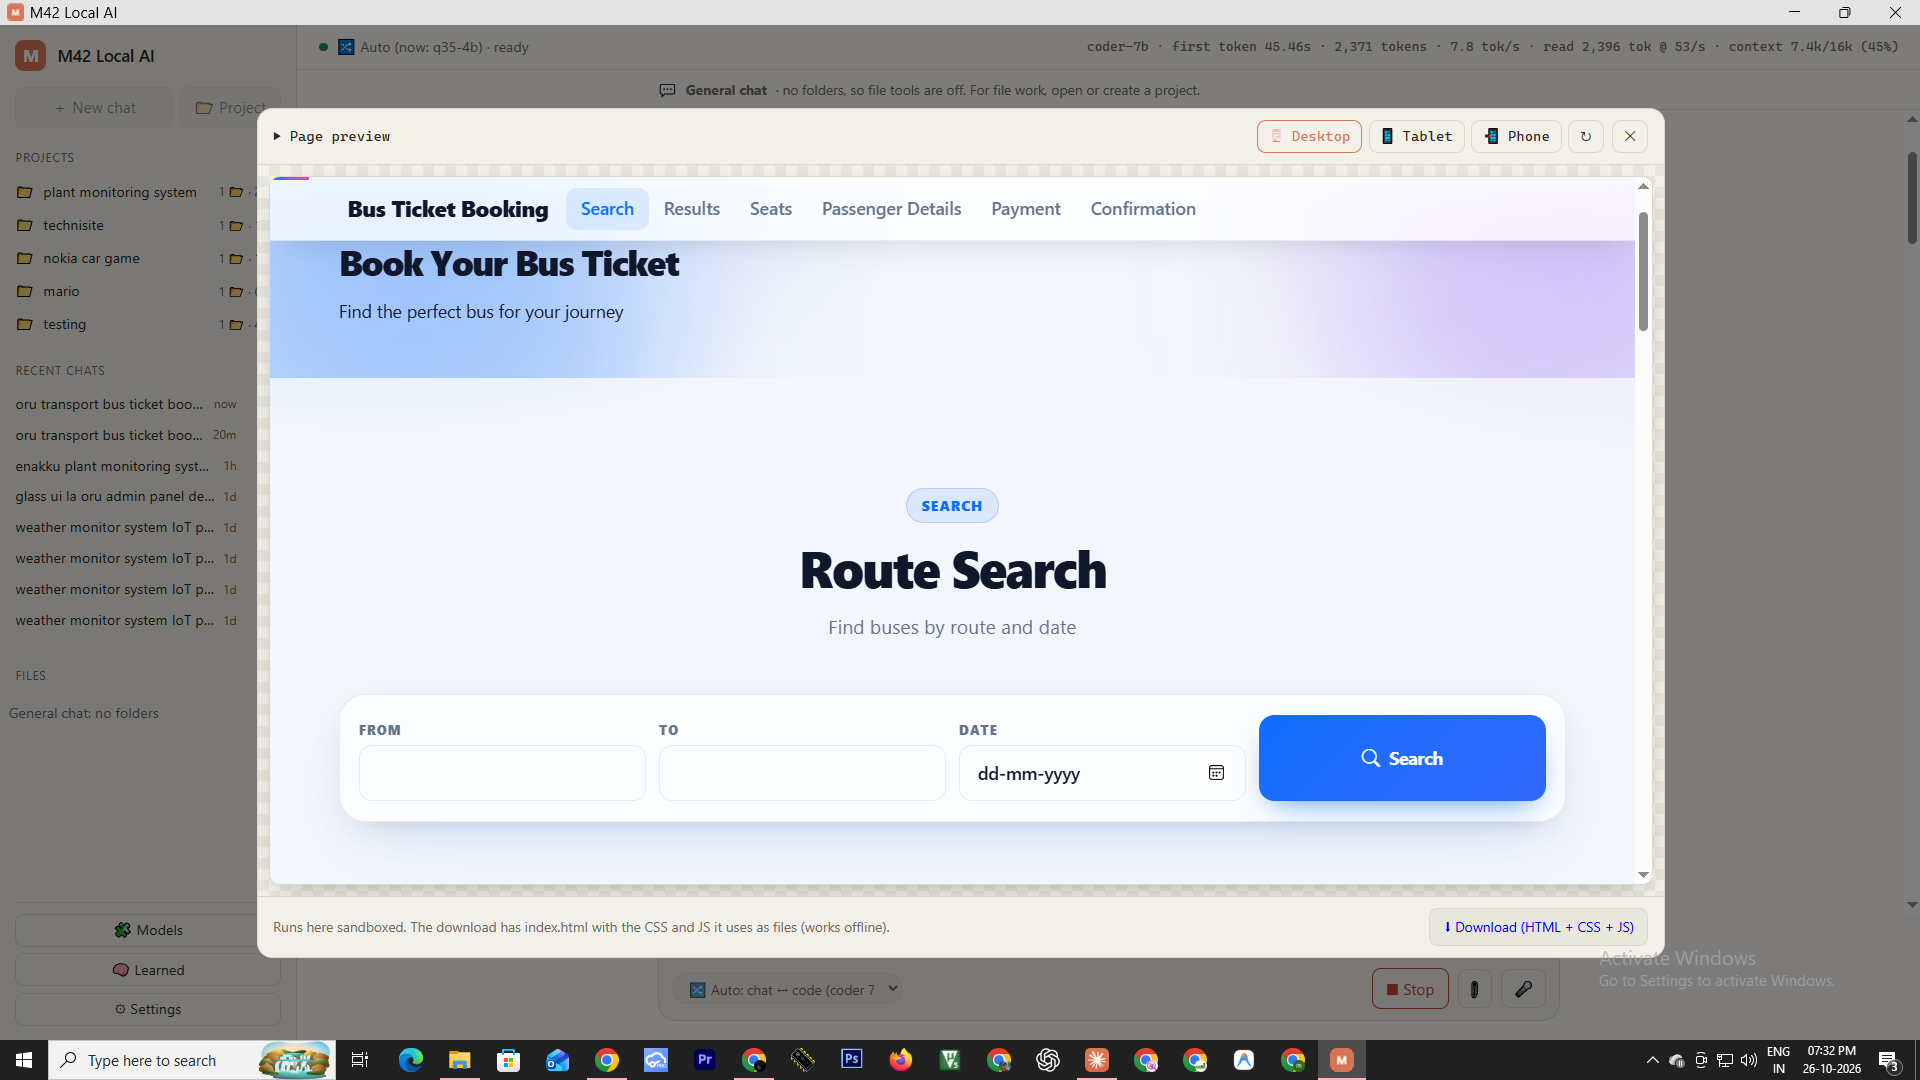 M42 Local AI
M M42 Local AI
Auto (now: q35-4b) · ready
coder-7b · first token 45.46s · 2,371 tokens · 7.8 tok/s · read 2,396 tok @ 53/s · context 7.4k/16k (45%)
+ New chat
Project
General chat · no folders, so file tools are off. For file work, open or create a project.
PROJECTS
plant monitoring system 1
technisite 1
nokia car game 1
mario 1
testing 1
RECENT CHATS
oru transport bus ticket boo... now
oru transport bus ticket boo... 20m
enakku plant monitoring syst... 1h
glass ui la oru admin panel de... 1d
weather monitor system IoT p... 1d
weather monitor system IoT p... 1d
weather monitor system IoT p... 1d
weather monitor system IoT p... 1d
FILES
General chat: no folders
Models
Learned
Settings
Page preview
Desktop Tablet Phone
Bus Ticket Booking Search Results Seats Passenger Details Payment Confirmation
Book Your Bus Ticket
Find the perfect bus for your journey
SEARCH
Route Search
Find buses by route and date
FROM TO DATE
dd-mm-yyyy
Search
Runs here sandboxed. The download has index.html with the CSS and JS it uses as files (works offline).
Download (HTML + CSS + JS)
Auto: chat ↔ code (coder 7
Stop
Activate Windows
Go to Settings to activate Windows.
Type here to search
ENG
IN
07:32 PM
26-10-2026
3